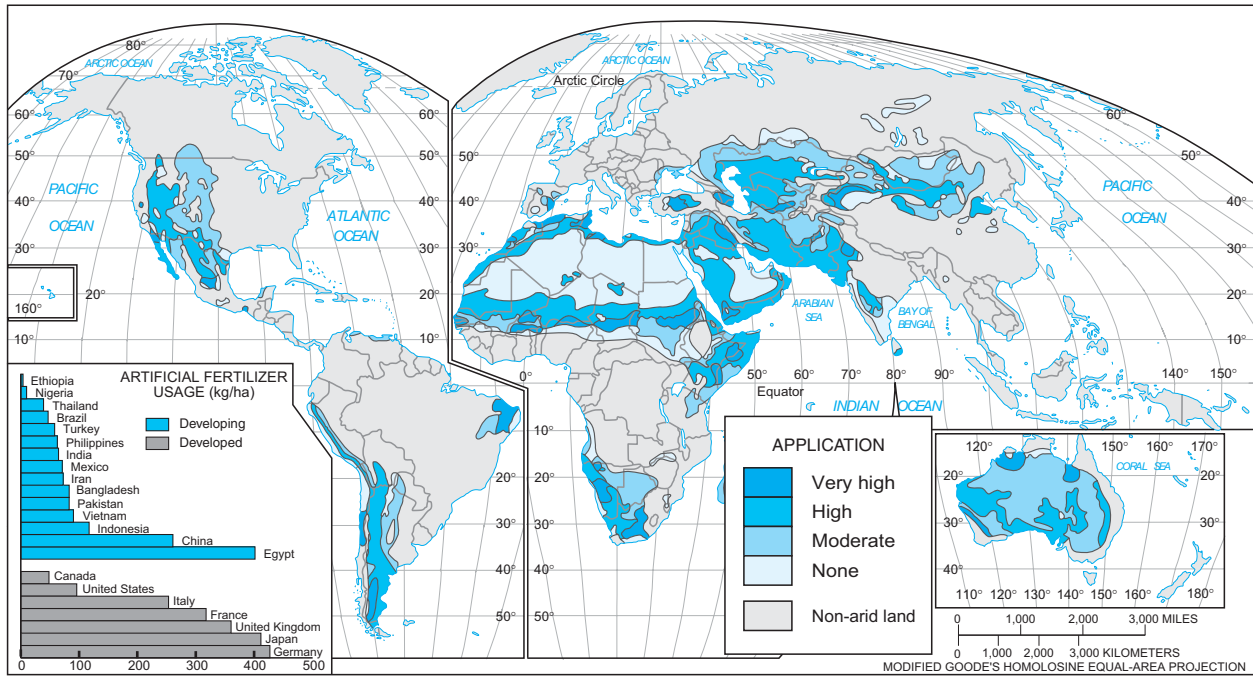 80°
ARCTIC OCEAN
70°
60°
50°
40°
30°
20°
10°
PACIFIC
OCEAN
ATLANTIC
OCEAN
160°
20°
60°
50°
40°
30°
20°
10°
0°
10°
20°
30°
40°
50°
ARCTIC OCEAN
Arctic Circle
60°
50°
40°
30°
60°
50°
40°
30°
20°
10°
PACIFIC
OCEAN
ARABIAN
SEA
BAY OF
BENGAL
Equator
70°
80°
90°
140°
150°
INDIAN OCEAN
10°
20°
30°
40°
50°
ARTIFICIAL FERTILIZER
USAGE (kg/ha)
Developing
Developed
Ethiopia
Nigeria
Thailand
Brazil
Turkey
Philippines
India
Mexico
Iran
Bangladesh
Pakistan
Vietnam
Indonesia
China
Egypt
Canada
United States
Italy
France
United Kingdom
Japan
Germany
0 100 200 300 400 500
APPLICATION
Very high
High
Moderate
None
Non-arid land
120° 140° 150° 160° 170°
CORAL SEA
20° 20°
30° 30°
40° 40°
110° 120° 130° 140° 150° 180°
0 1,000 2,000 3,000 MILES
0 1,000 2,000 3,000 KILOMETERS
MODIFIED GOODE'S HOMOLOSINE EQUAL-AREA PROJECTION